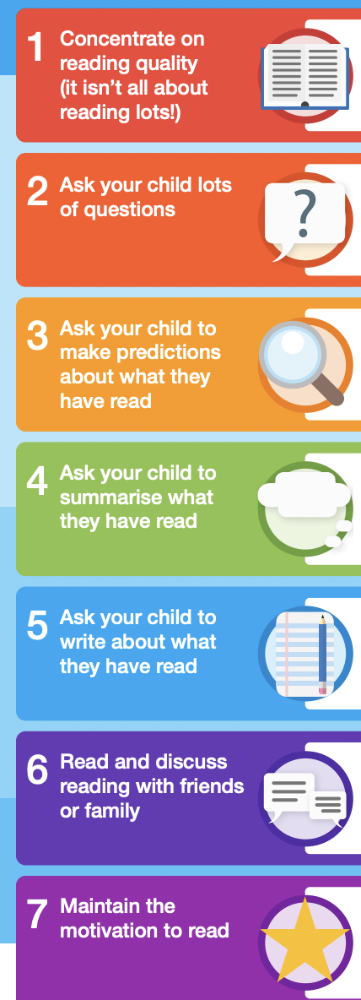 1 Concentrate on
reading quality
(it isn't all about
reading lots!)
2 Ask your child lots
of questions
?
3 Ask your child to
make predictions
about what they
have read
4 Ask your child to
summarise what
they have read
5 Ask your child to
write about what
they have read
6 Read and discuss
reading with friends
or family
7 Maintain the
motivation to read